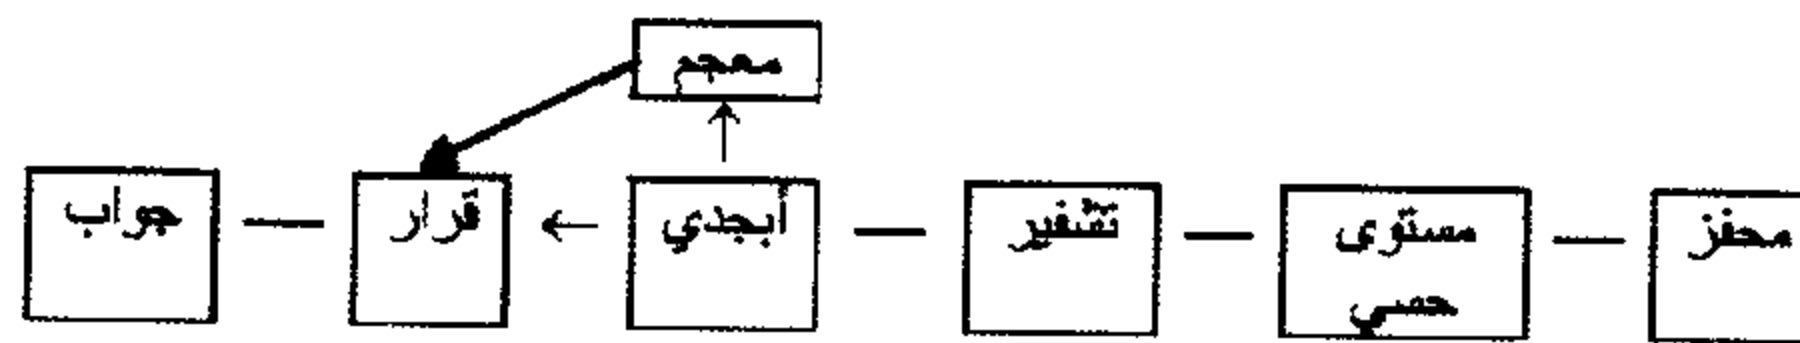 معجم
محفز
مستوى
حسي
تشفير
أبجدي
قرار
جواب